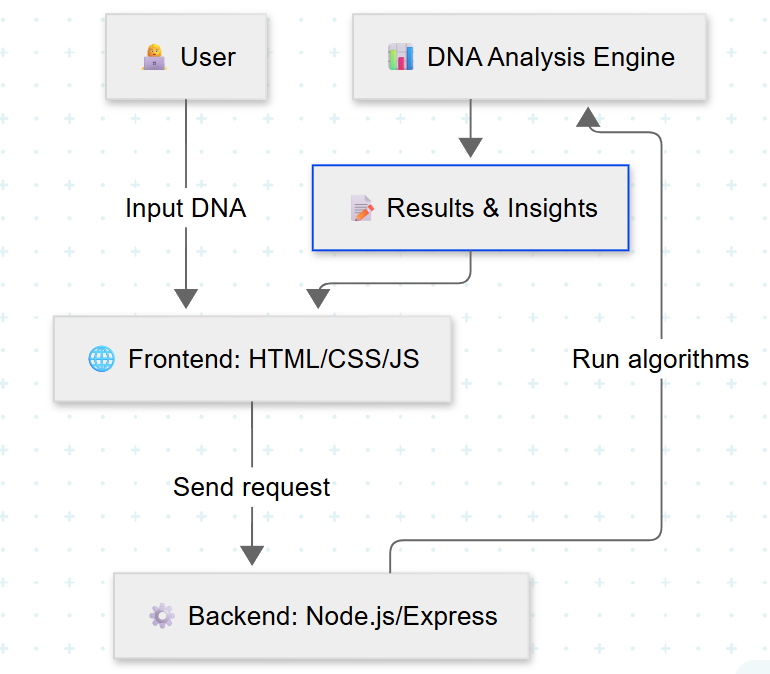 User
DNA Analysis Engine
Input DNA
Results & Insights
Frontend: HTML/CSS/JS
Run algorithms
Send request
Backend: Node.js/Express